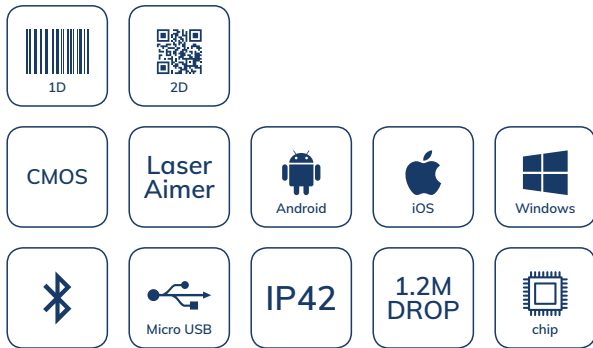 1D
2D
CMOS
Laser
Aimer
Android
iOS
Windows
Micro USB
IP42
1.2M
DROP
chip